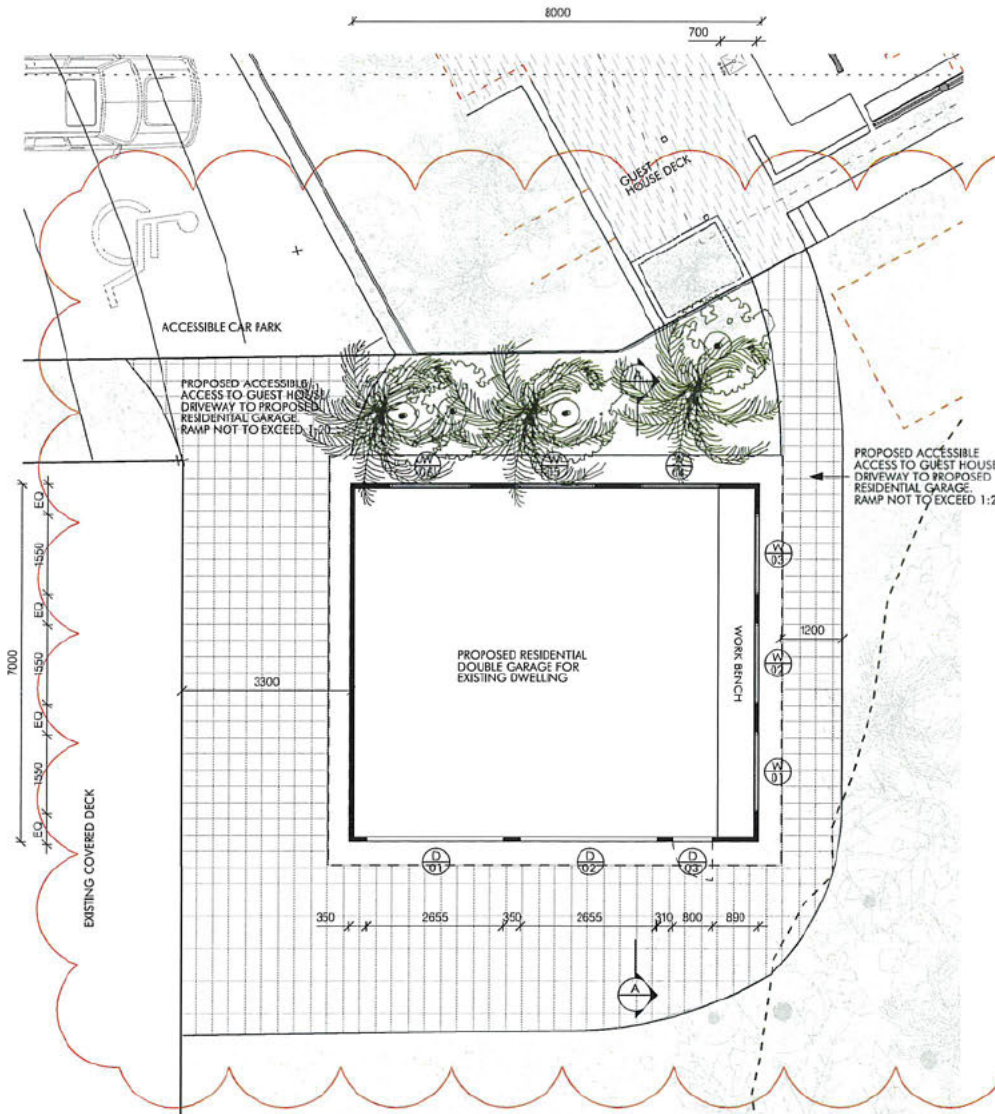 8000
700
GUEST
HOUSE DECK
ACCESSIBLE CAR PARK
PROPOSED ACCESSIBLE
ACCESS TO GUEST HOUSE/
DRIVEWAY TO PROPOSED
RESIDENTIAL GARAGE.
RAMP NOT TO EXCEED 1:20
A
W
06
W
05
W
04
PROPOSED ACCESSIBLE
ACCESS TO GUEST HOUSE
DRIVEWAY TO PROPOSED
RESIDENTIAL GARAGE.
RAMP NOT TO EXCEED 1:2
EQ
1550
EQ
1550
EQ
1550
EQ
7000
W
03
W
02
W
01
1200
WORK BENCH
PROPOSED RESIDENTIAL
DOUBLE GARAGE FOR
EXISTING DWELLING
3300
EXISTING COVERED DECK
D
01
D
02
D
03
350
2655
350
2655
310
800
890
A